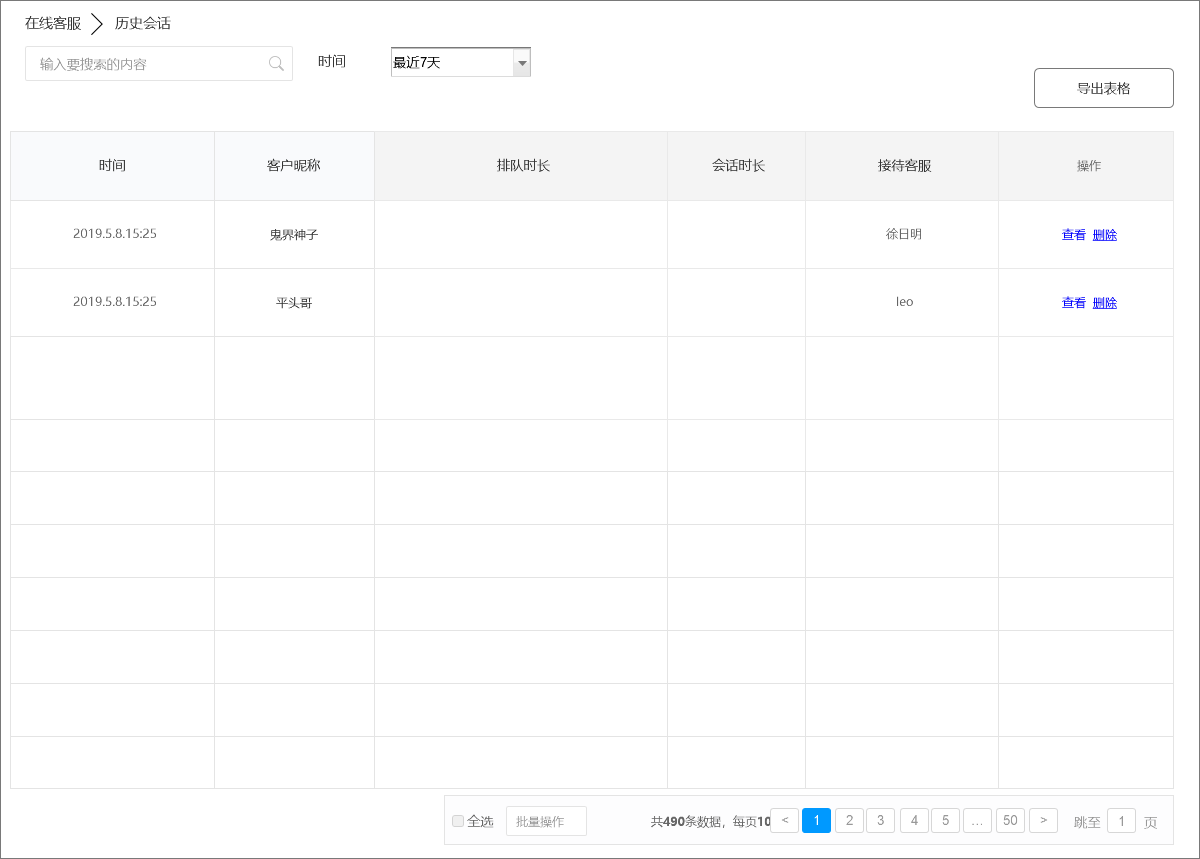 在线客服 > 历史会话
输入要搜索的内容 时间 最近7天
导出表格
时间 客户昵称 排队时长 会话时长 接待客服 操作
2019.5.8.15:25 鬼界神子 徐日明 查看 删除
2019.5.8.15:25 平头哥 leo 查看 删除
全选 批量操作 共490条数据，每页10 < 1 2 3 4 5 ... 50 > 跳至 1 页